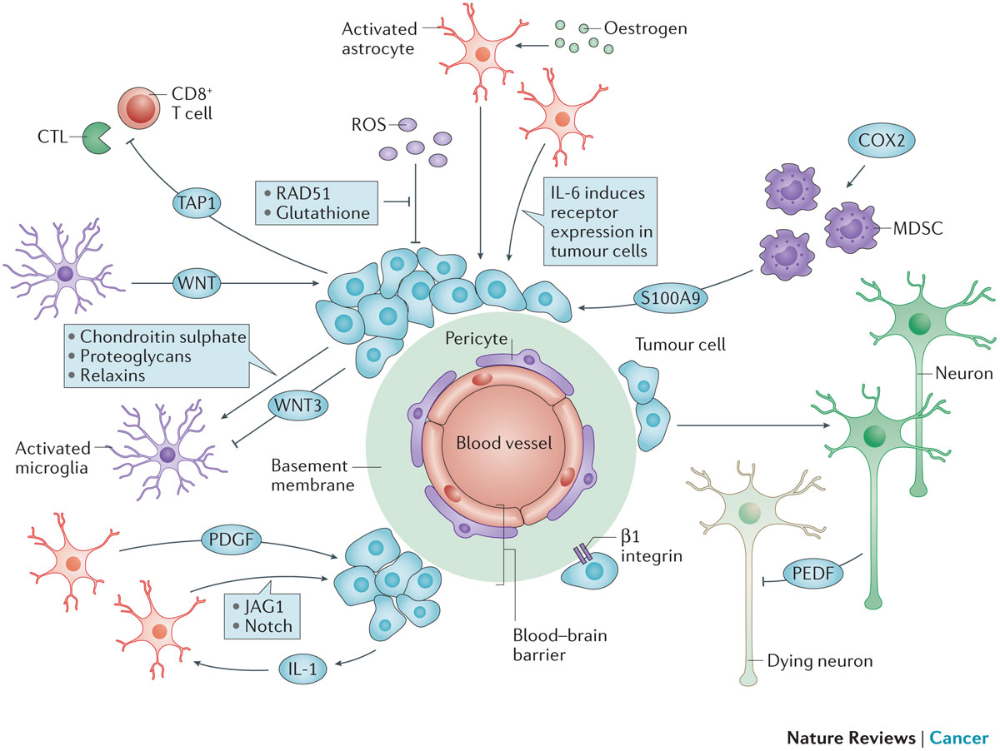 Activated
astrocyte
Oestrogen
CD8⁺
T cell
CTL
ROS
COX2
• RAD51
• Glutathione
IL-6 induces
receptor
expression in
tumour cells
TAP1
MDSC
WNT
S100A9
• Chondroitin sulphate
• Proteoglycans
• Relaxins
Pericyte
Tumour cell
Neuron
WNT3
Blood vessel
Activated
microglia
Basement
membrane
PDGF
β1
integrin
PEDF
• JAG1
• Notch
Blood–brain
barrier
IL-1
Dying neuron
Nature Reviews | Cancer